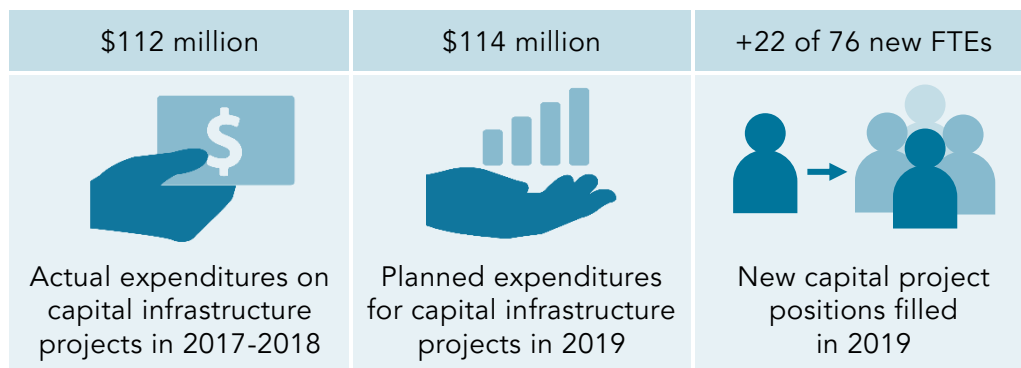 $112 million
$114 million
+22 of 76 new FTEs
$
Actual expenditures on
capital infrastructure
projects in 2017-2018
Planned expenditures
for capital infrastructure
projects in 2019
New capital project
positions filled
in 2019